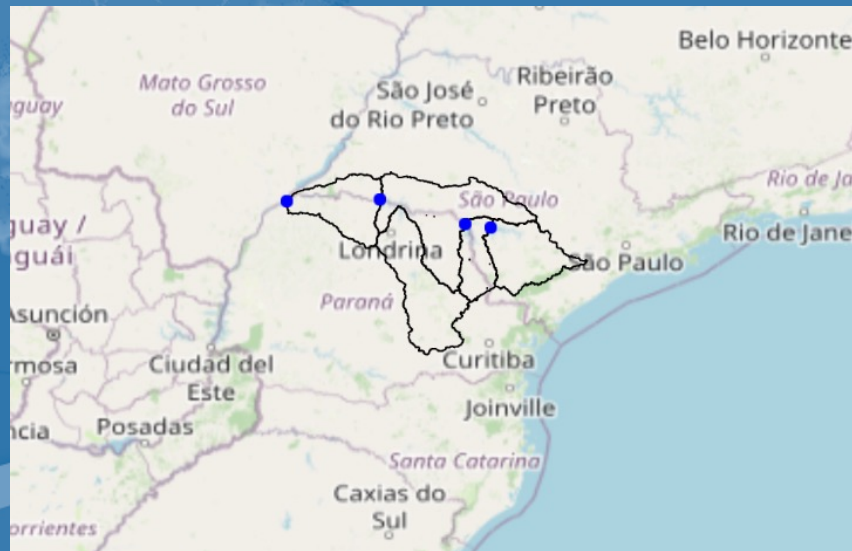 Belo Horizonte
Mato Grosso
do Sul
São José
do Rio Preto
Ribeirão
Preto
guay
São Paulo
Rio de Ja
Rio de Jane
guay /
guái
Londrina
São Paulo
Paraná
Asunción
Ciudad del
Este
Curitiba
rmosa
Joinville
ncia
Posadas
Santa Catarina
Caxias do
Sul
orrientes